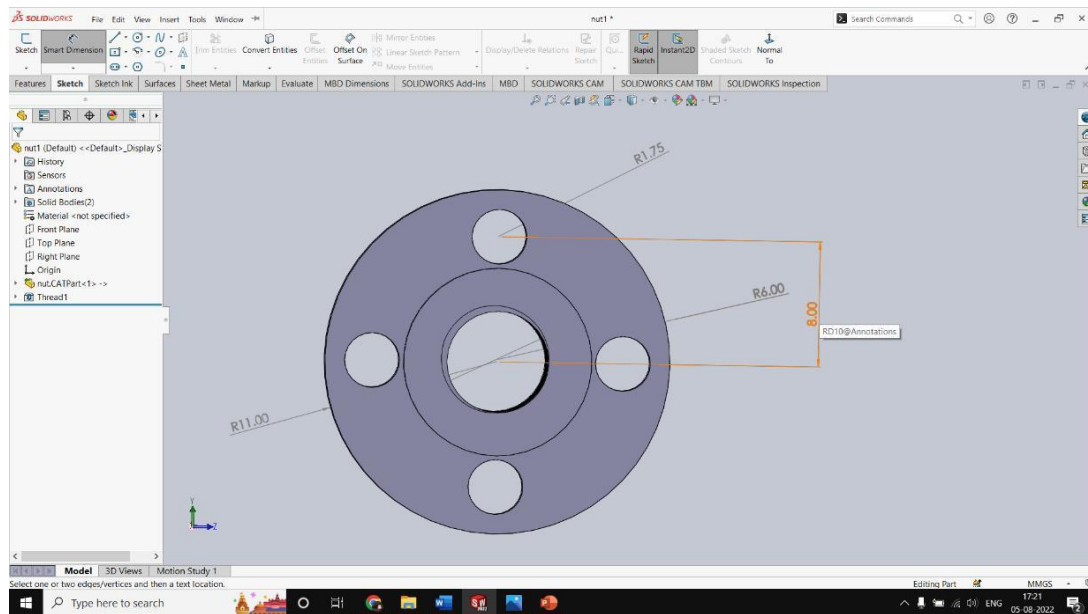 SOLIDWORKS File Edit View Insert Tools Window nut1 * Search Commands
Sketch Smart Dimension Trim Entities Convert Entities Offset Entities Offset On Surface Mirror Entities Linear Sketch Pattern Move Entities Display/Delete Relations Repair Sketch Qui... Rapid Sketch Instant2D Shaded Sketch Contours Normal To
Features Sketch Sketch Ink Surfaces Sheet Metal Markup Evaluate MBD Dimensions SOLIDWORKS Add-Ins MBD SOLIDWORKS CAM SOLIDWORKS CAM TBM SOLIDWORKS Inspection
nut1 (Default) <<Default>_Display S
History
Sensors
Annotations
Solid Bodies(2)
Material <not specified>
Front Plane
Top Plane
Right Plane
Origin
nut.CATPart<1> ->
Thread1
R1.75
R6.00
8.00
RD10@Annotations
R11.00
Y
Z
Model 3D Views Motion Study 1
Select one or two edges/vertices and then a text location. Editing Part MMGS
Type here to search ENG 17:21
05-08-2022